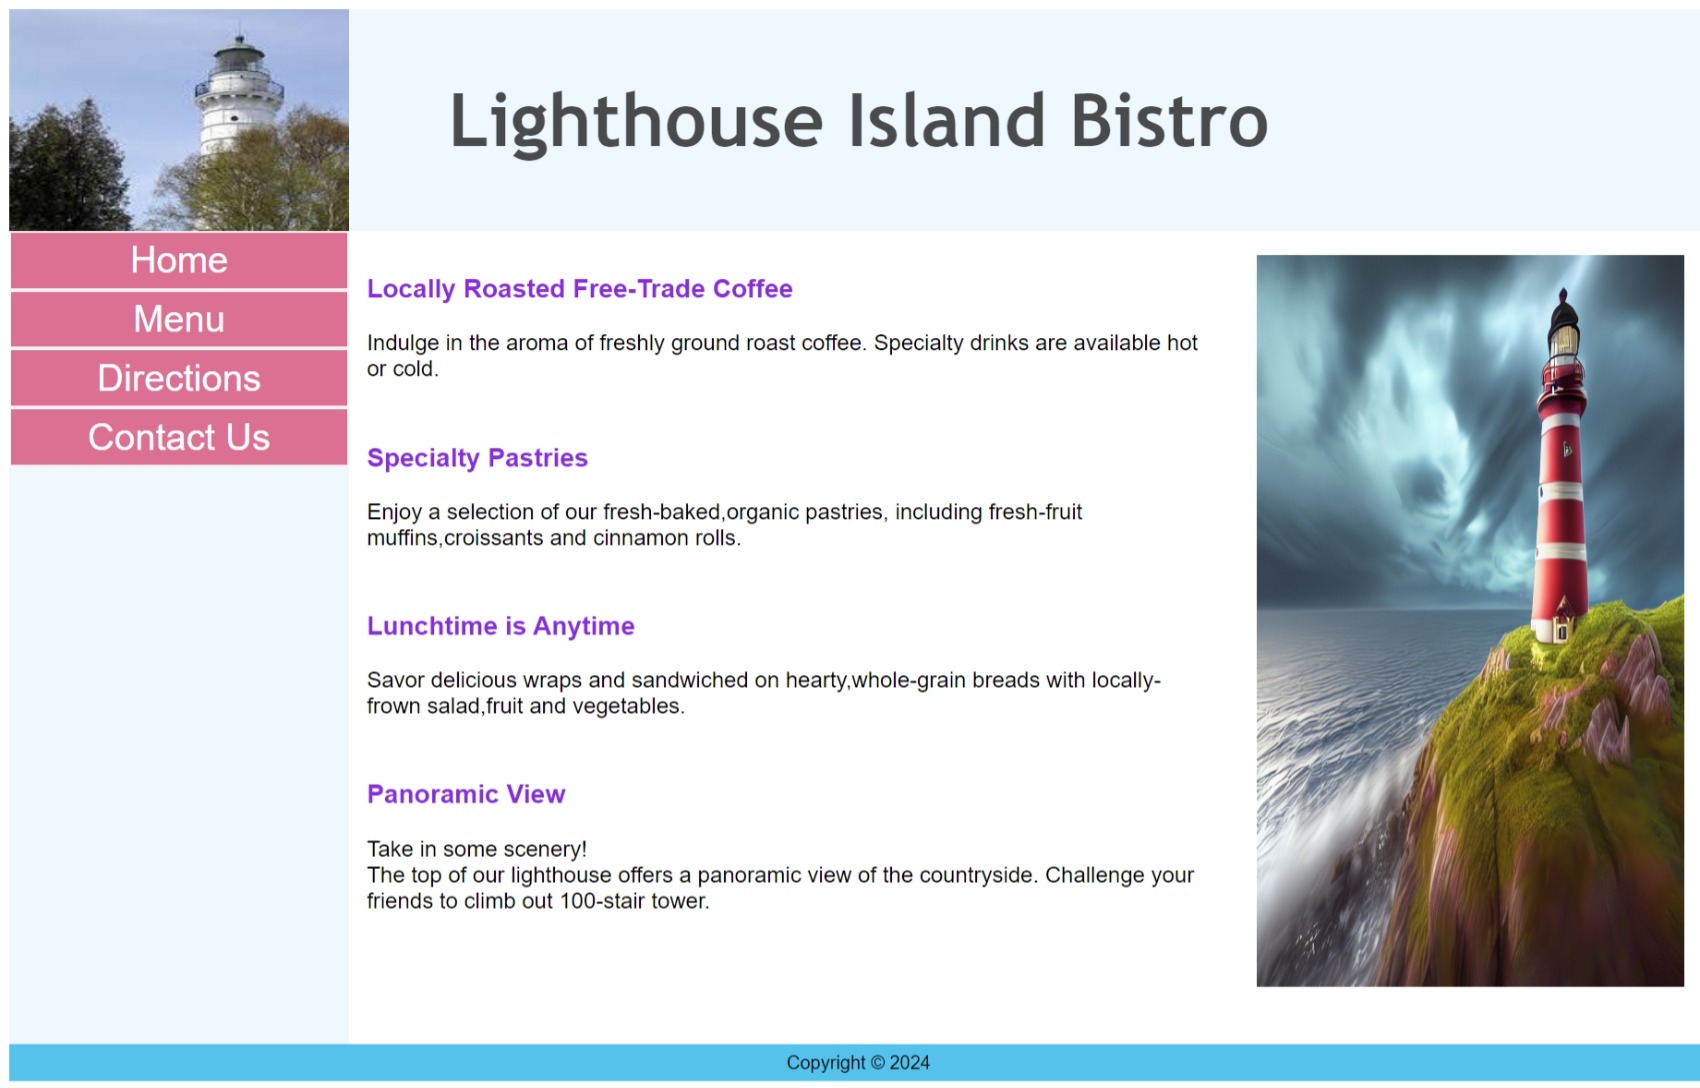 Lighthouse Island Bistro
Home
Menu
Directions
Contact Us
Locally Roasted Free-Trade Coffee
Indulge in the aroma of freshly ground roast coffee. Specialty drinks are available hot
or cold.
Specialty Pastries
Enjoy a selection of our fresh-baked,organic pastries, including fresh-fruit
muffins,croissants and cinnamon rolls.
Lunchtime is Anytime
Savor delicious wraps and sandwiched on hearty,whole-grain breads with locally-
frown salad,fruit and vegetables.
Panoramic View
Take in some scenery!
The top of our lighthouse offers a panoramic view of the countryside. Challenge your
friends to climb out 100-stair tower.
Copyright © 2024